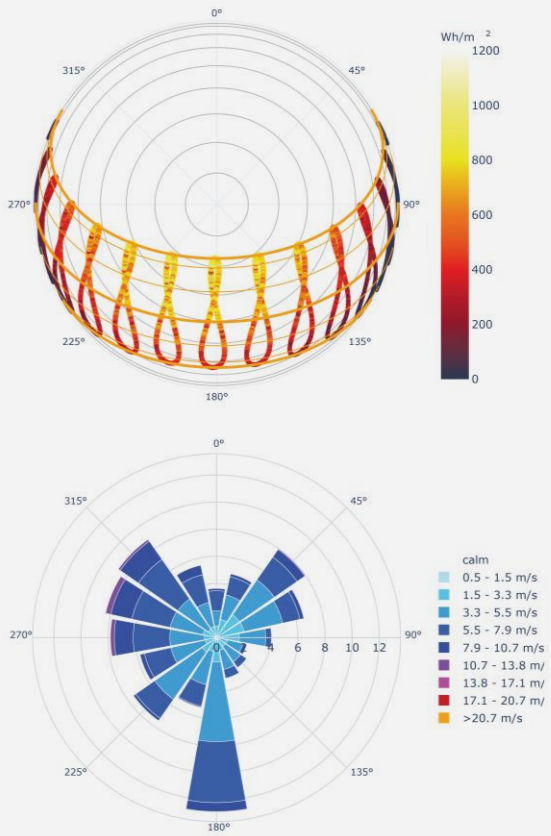 0°
315°
45°
270°
90°
225°
135°
180°
Wh/m 2
1200
1000
800
600
400
200
0
0°
315°
45°
270°
0 2 4 6 8 10 12
90°
225°
135°
180°
calm
0.5 - 1.5 m/s
1.5 - 3.3 m/s
3.3 - 5.5 m/s
5.5 - 7.9 m/s
7.9 - 10.7 m/s
10.7 - 13.8 m/
13.8 - 17.1 m/
17.1 - 20.7 m/
>20.7 m/s